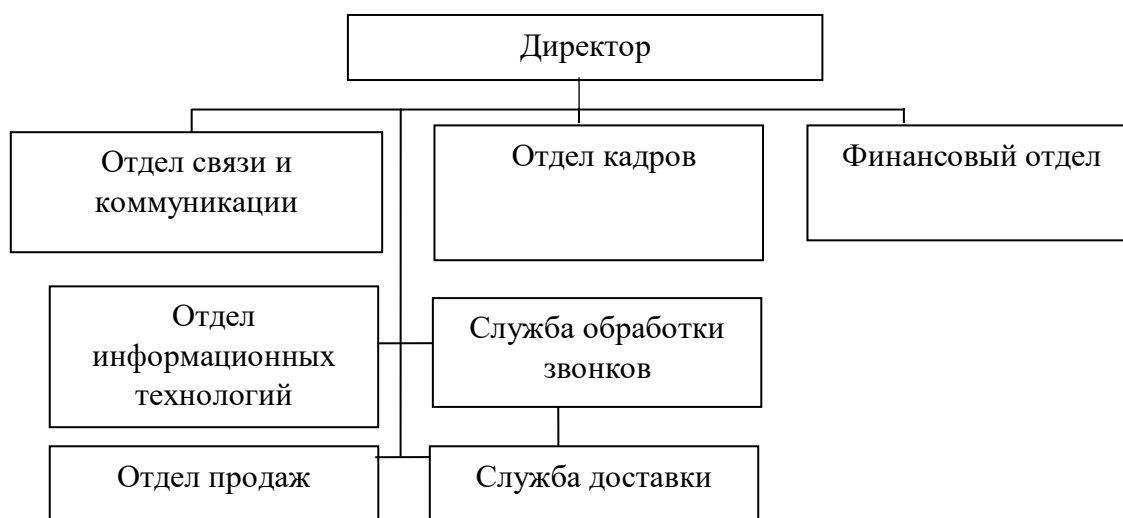 Директор
Отдел связи и
коммуникации
Отдел кадров
Финансовый отдел
Отдел
информационных
технологий
Служба обработки
звонков
Отдел продаж
Служба доставки